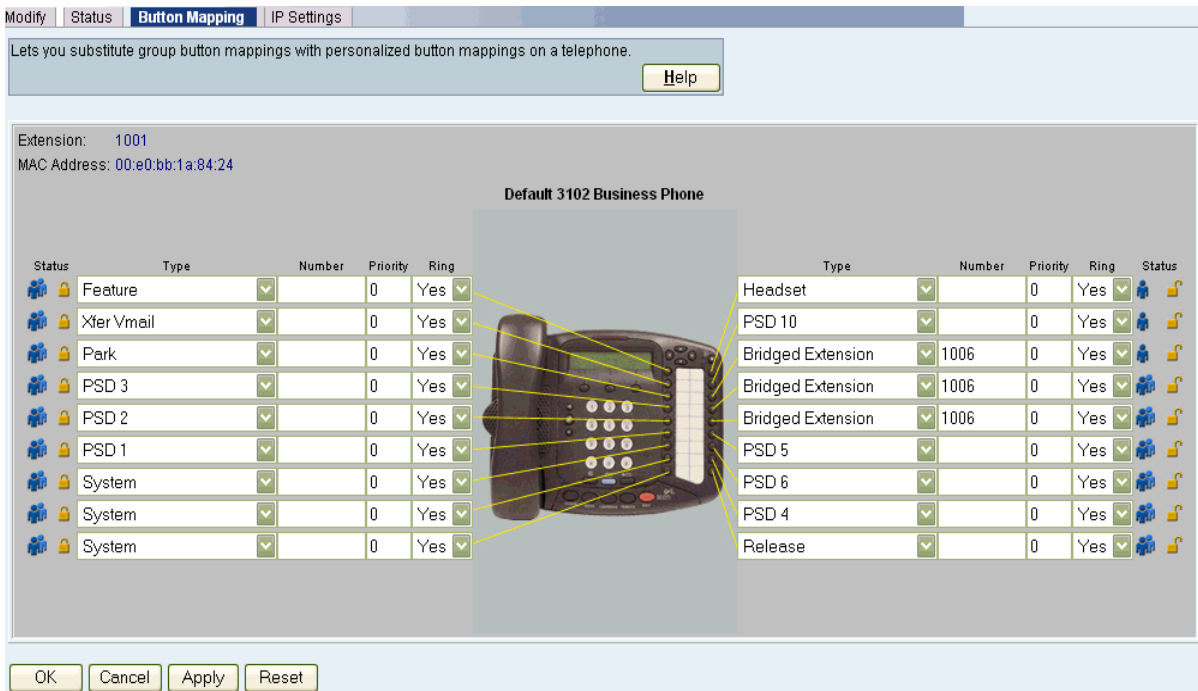 Modify Status Button Mapping IP Settings
Lets you substitute group button mappings with personalized button mappings on a telephone.
Help
Extension: 1001
MAC Address: 00:e0:bb:1a:84:24
Default 3102 Business Phone
Status Type Number Priority Ring Type Number Priority Ring Status
Feature 0 Yes Headset 0 Yes
Xfer Vmail 0 Yes PSD 10 0 Yes
Park 0 Yes Bridged Extension 1006 0 Yes
PSD 3 0 Yes Bridged Extension 1006 0 Yes
PSD 2 0 Yes Bridged Extension 1006 0 Yes
PSD 1 0 Yes PSD 5 0 Yes
System 0 Yes PSD 6 0 Yes
System 0 Yes PSD 4 0 Yes
System 0 Yes Release 0 Yes
OK Cancel Apply Reset